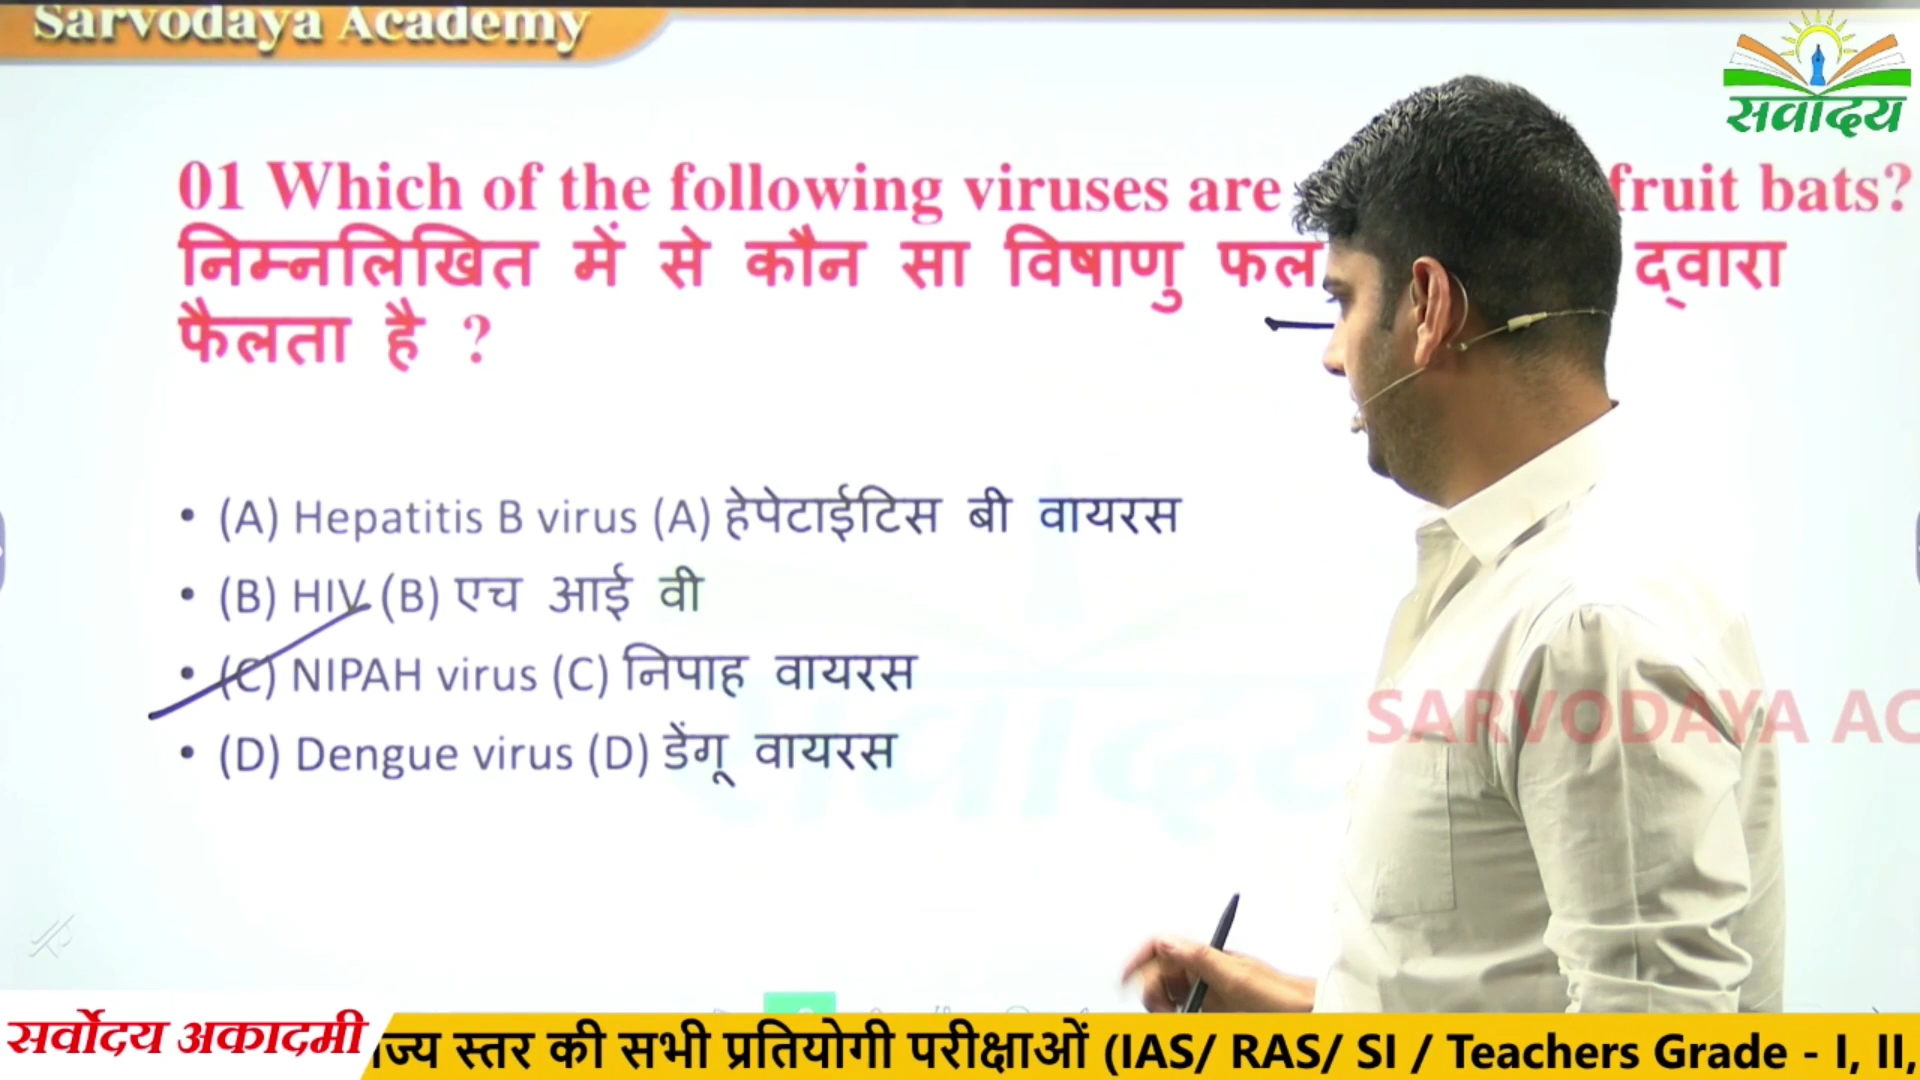 Sarvodaya Academy
सर्वोदय
01 Which of the following viruses are fruit bats?
निम्नलिखित में से कौन सा विषाणु फल द्वारा
फैलता है ?
• (A) Hepatitis B virus (A) हेपेटाईटिस बी वायरस
• (B) HIV (B) एच आई वी
• (C) NIPAH virus (C) निपाह वायरस
• (D) Dengue virus (D) डेंगू वायरस
SARVODAYA AC
सर्वोदय अकादमी ज्य स्तर की सभी प्रतियोगी परीक्षाओं (IAS/ RAS/ SI / Teachers Grade - I, II,